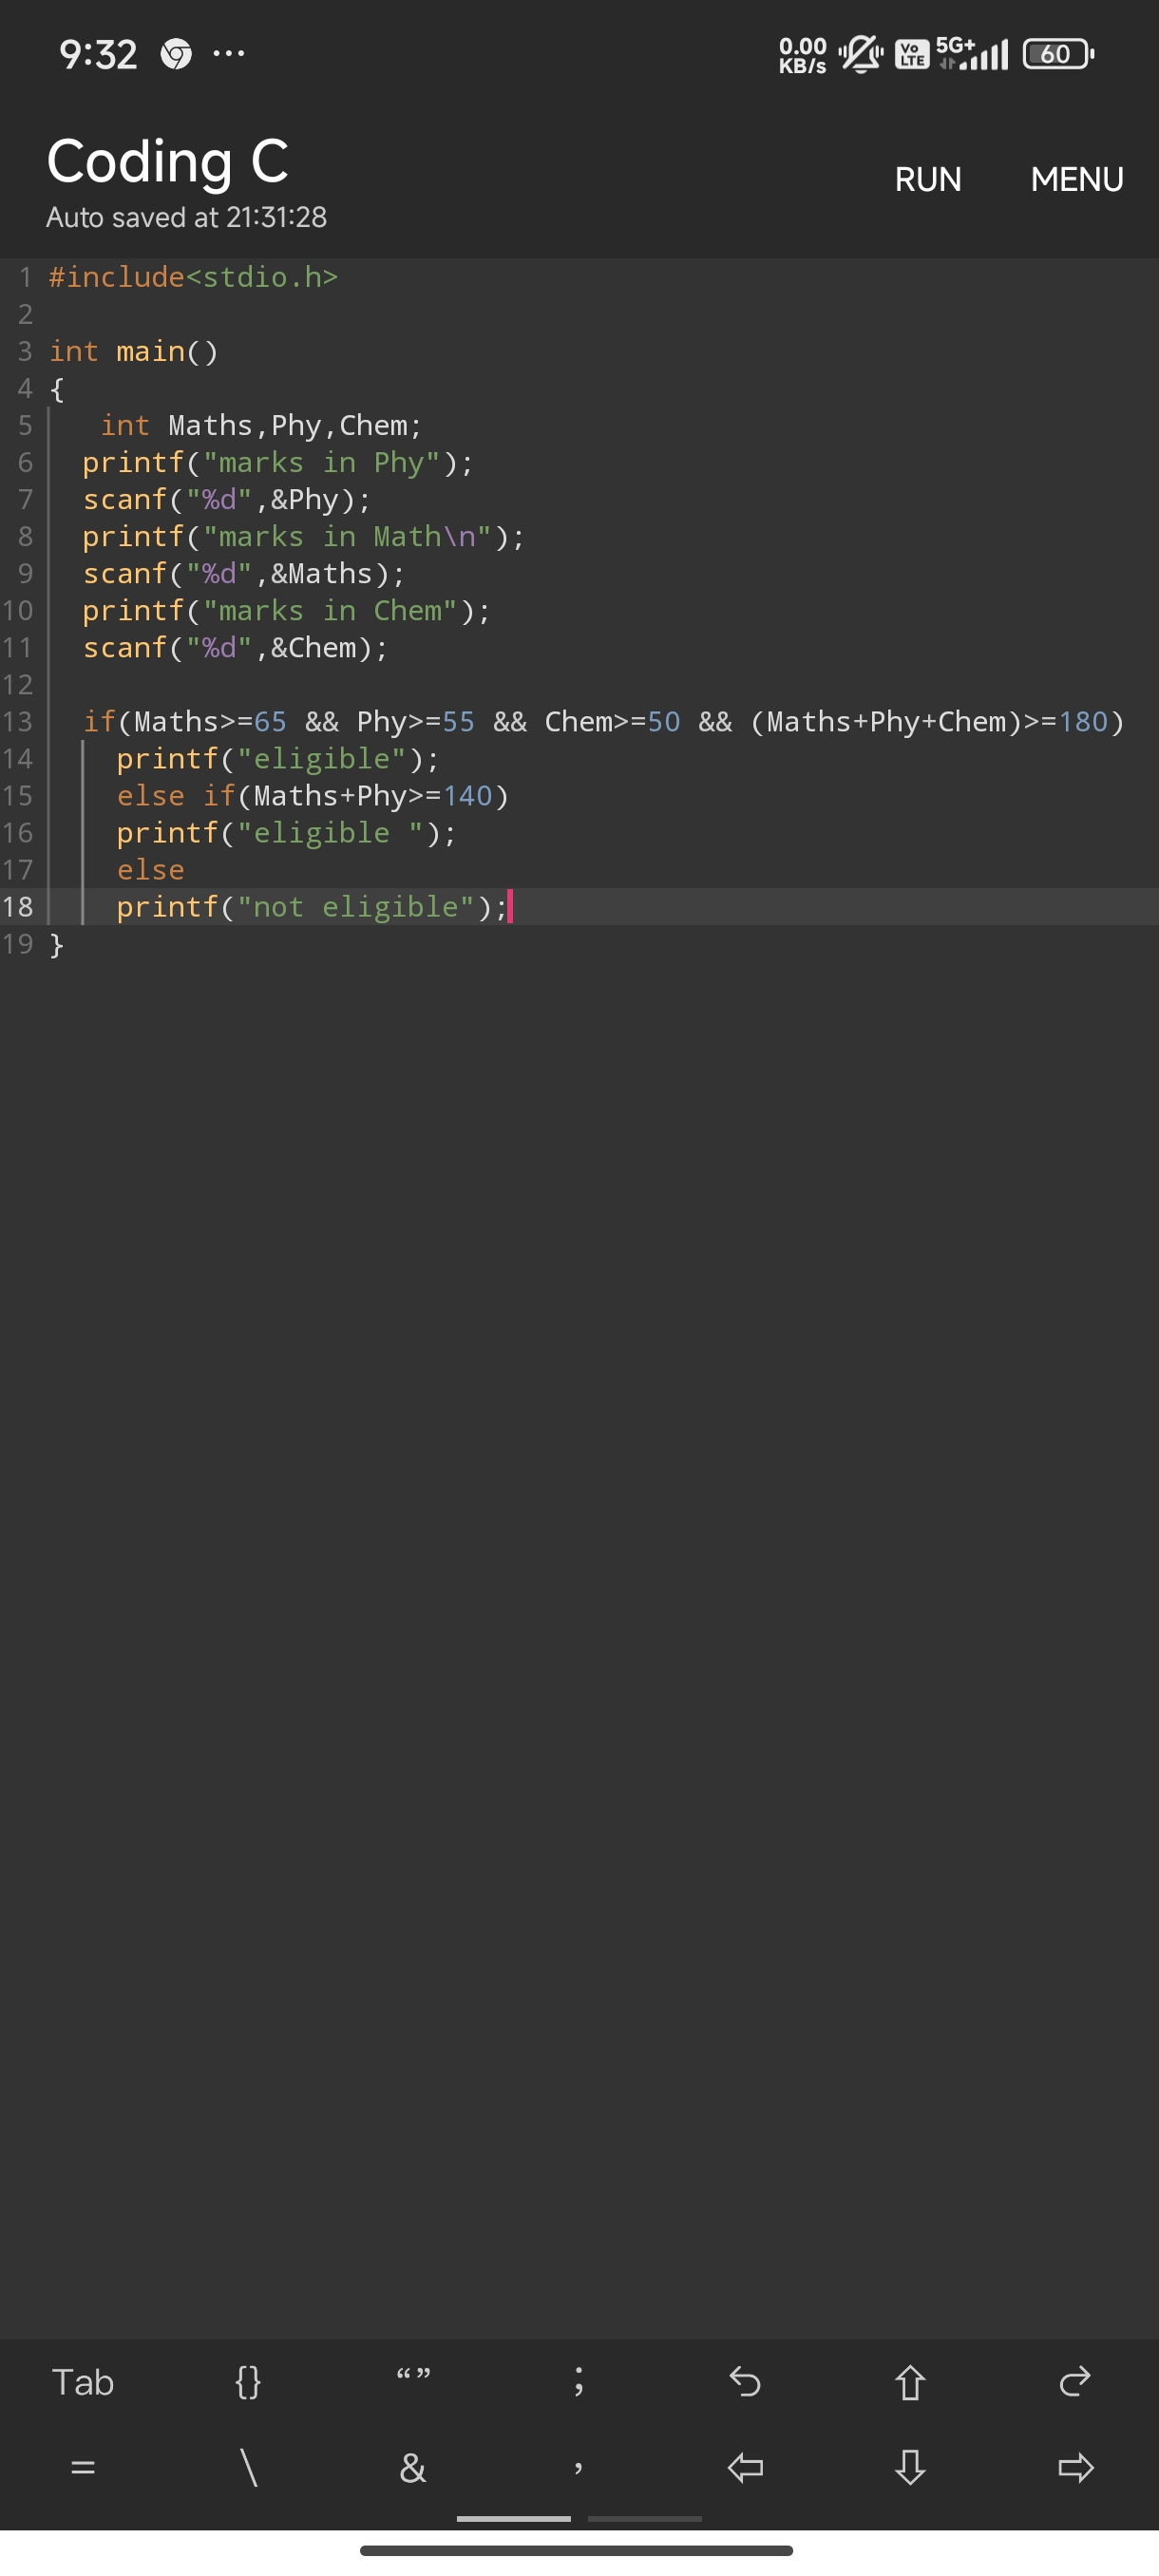 9:32 ... 0.00 KB/s Vo LTE 5G+ 60
Coding C
Auto saved at 21:31:28
RUN MENU
1 #include<stdio.h>
2
3 int main()
4 {
5    int Maths,Phy,Chem;
6   printf("marks in Phy");
7   scanf("%d",&Phy);
8   printf("marks in Math\n");
9   scanf("%d",&Maths);
10   printf("marks in Chem");
11   scanf("%d",&Chem);
12
13   if(Maths>=65 && Phy>=55 && Chem>=50 && (Maths+Phy+Chem)>=180)
14     printf("eligible");
15     else if(Maths+Phy>=140)
16     printf("eligible ");
17     else
18     printf("not eligible");
19 }
Tab {} “” ;
= \ & ,